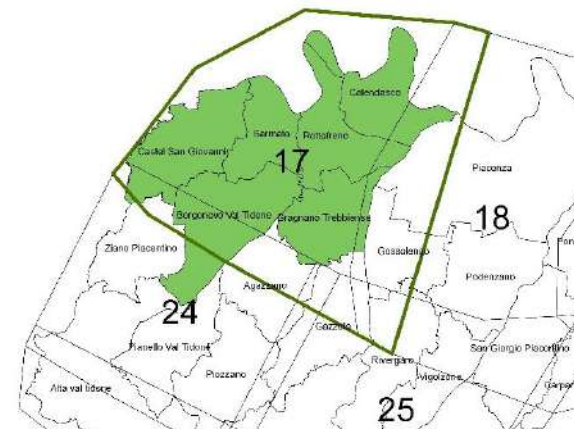 Calendasco
Sarmato
Rottofreno
Castel San Giovanni
17
Piacenza
Borgonovo Val Tidone
Gragnano Trebbiense
18
Ziano Piacentino
Gossolengo
Podenzano
Agazzano
24
Gazzola
Pianello Val Tidone
Rivergaro
San Giorgio Piacentino
Piozzano
Vigolzone
Alta val tidone
25